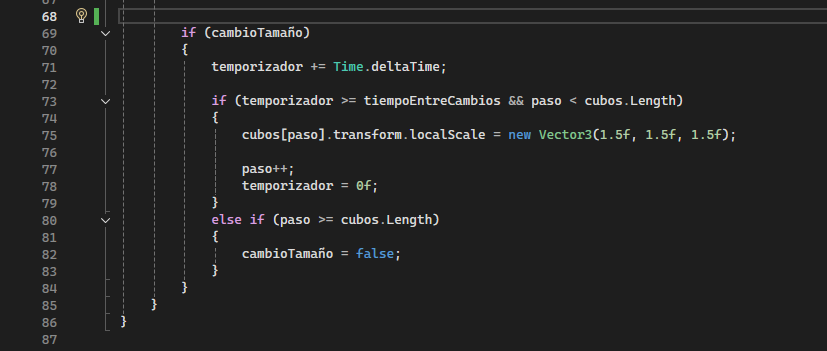 68
69 if (cambioTamaño)
70 {
71 temporizador += Time.deltaTime;
72
73 if (temporizador >= tiempoEntreCambios && paso < cubos.Length)
74 {
75 cubos[paso].transform.localScale = new Vector3(1.5f, 1.5f, 1.5f);
76
77 paso++;
78 temporizador = 0f;
79 }
80 else if (paso >= cubos.Length)
81 {
82 cambioTamaño = false;
83 }
84 }
85 }
86 }
87